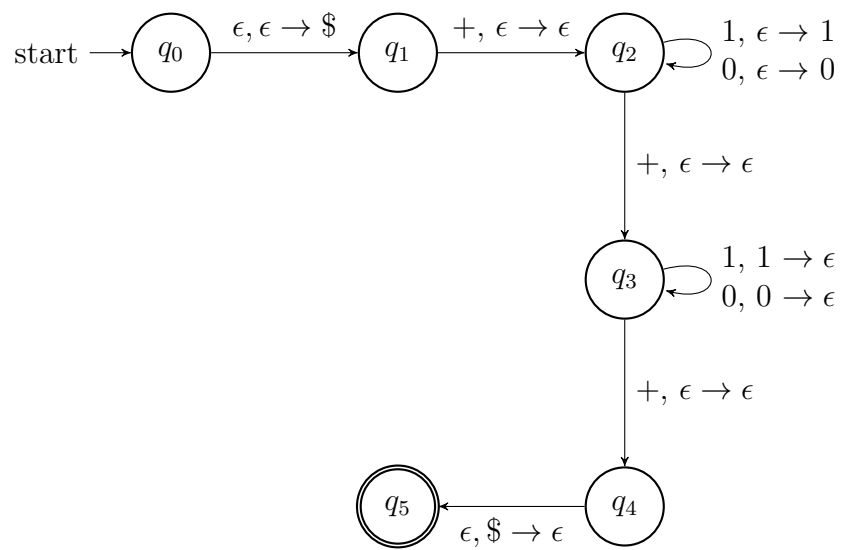 start
q₀
ϵ, ϵ → $
q₁
+, ϵ → ϵ
q₂
1, ϵ → 1
0, ϵ → 0
+, ϵ → ϵ
q₃
1, 1 → ϵ
0, 0 → ϵ
+, ϵ → ϵ
q₅
ϵ, $ → ϵ
q₄